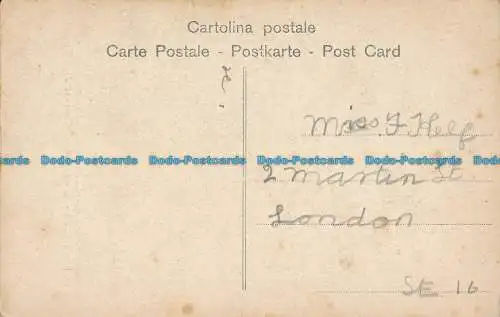 Cartolina postale
Carte Postale - Postkarte - Post Card
Miss F Help
Dodo-Postcards Dodo-Postcards Dodo-Postcards Dodo-Postcards
2 Martin St
London
SE 16